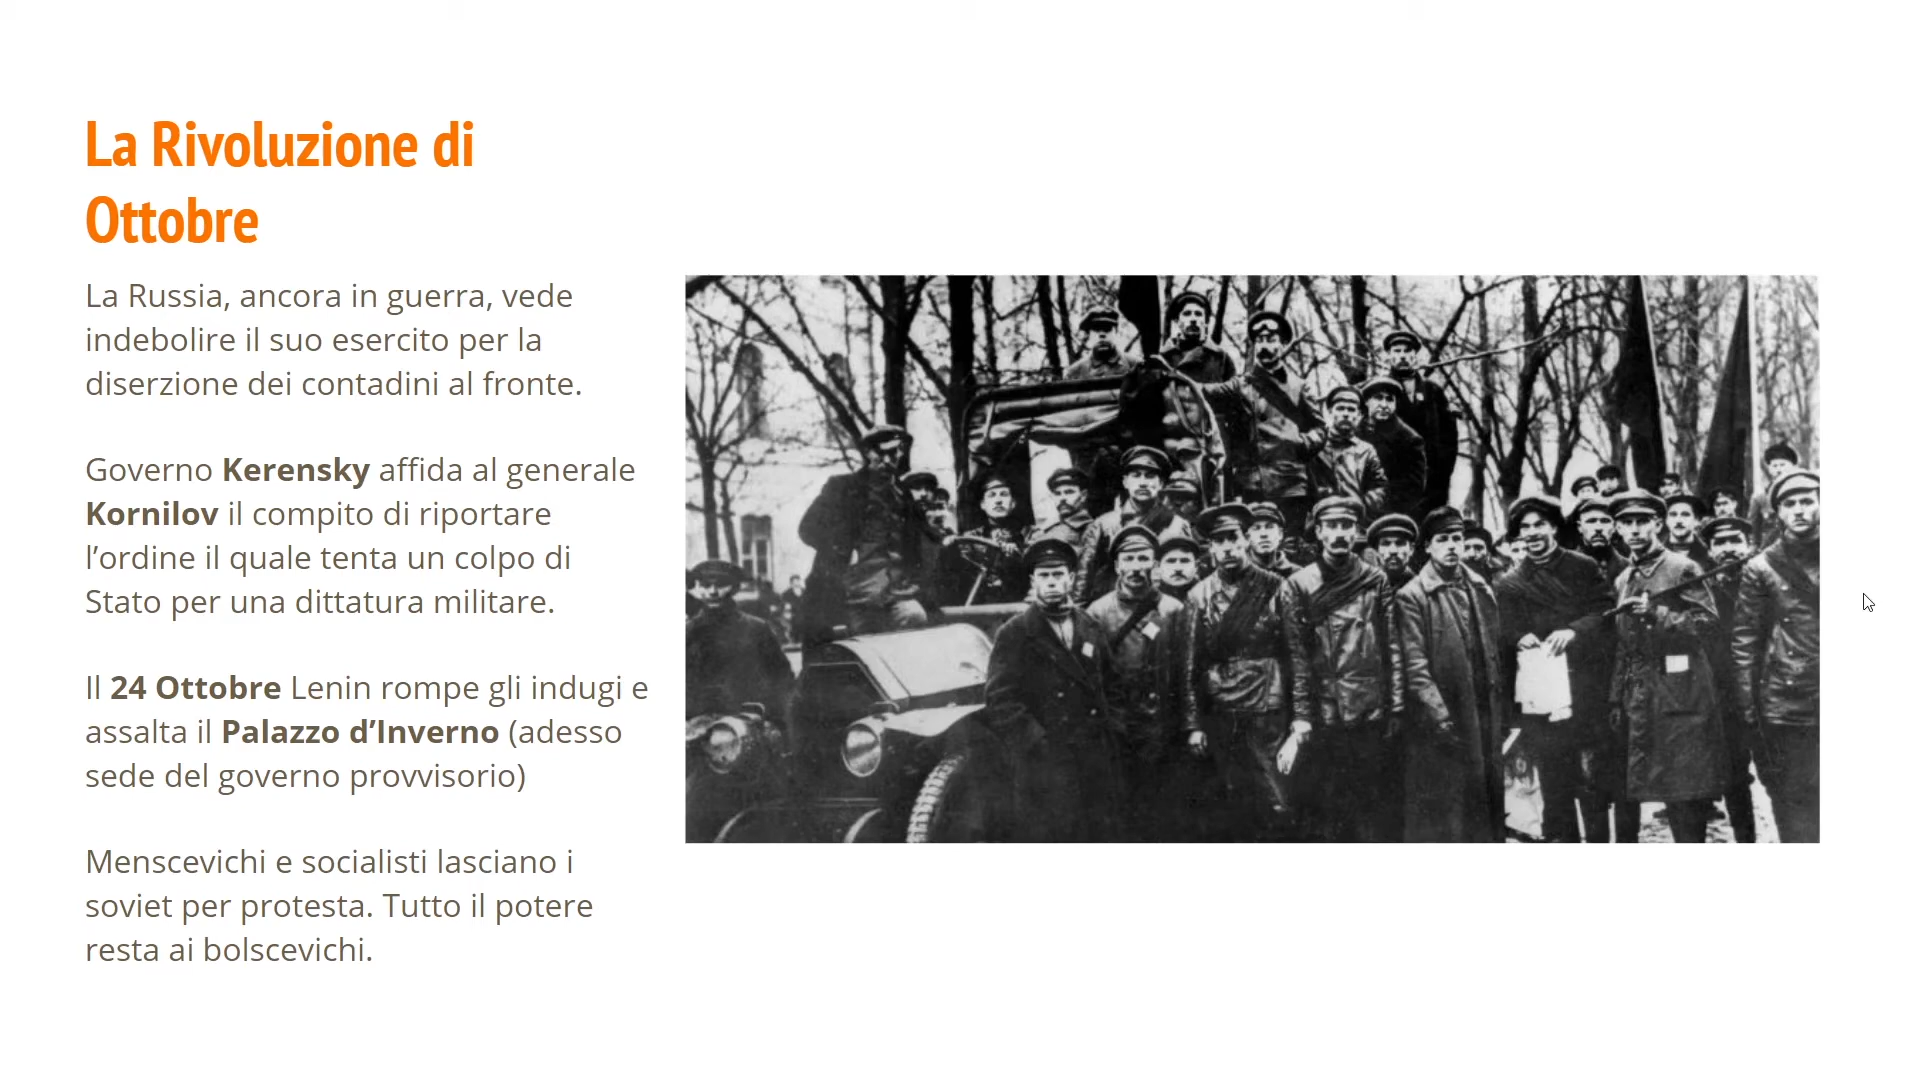 La Rivoluzione di
Ottobre
La Russia, ancora in guerra, vede
indebolire il suo esercito per la
diserzione dei contadini al fronte.
Governo Kerensky affida al generale
Kornilov il compito di riportare
l’ordine il quale tenta un colpo di
Stato per una dittatura militare.
Il 24 Ottobre Lenin rompe gli indugi e
assalta il Palazzo d’Inverno (adesso
sede del governo provvisorio)
Menscevichi e socialisti lasciano i
soviet per protesta. Tutto il potere
resta ai bolscevichi.